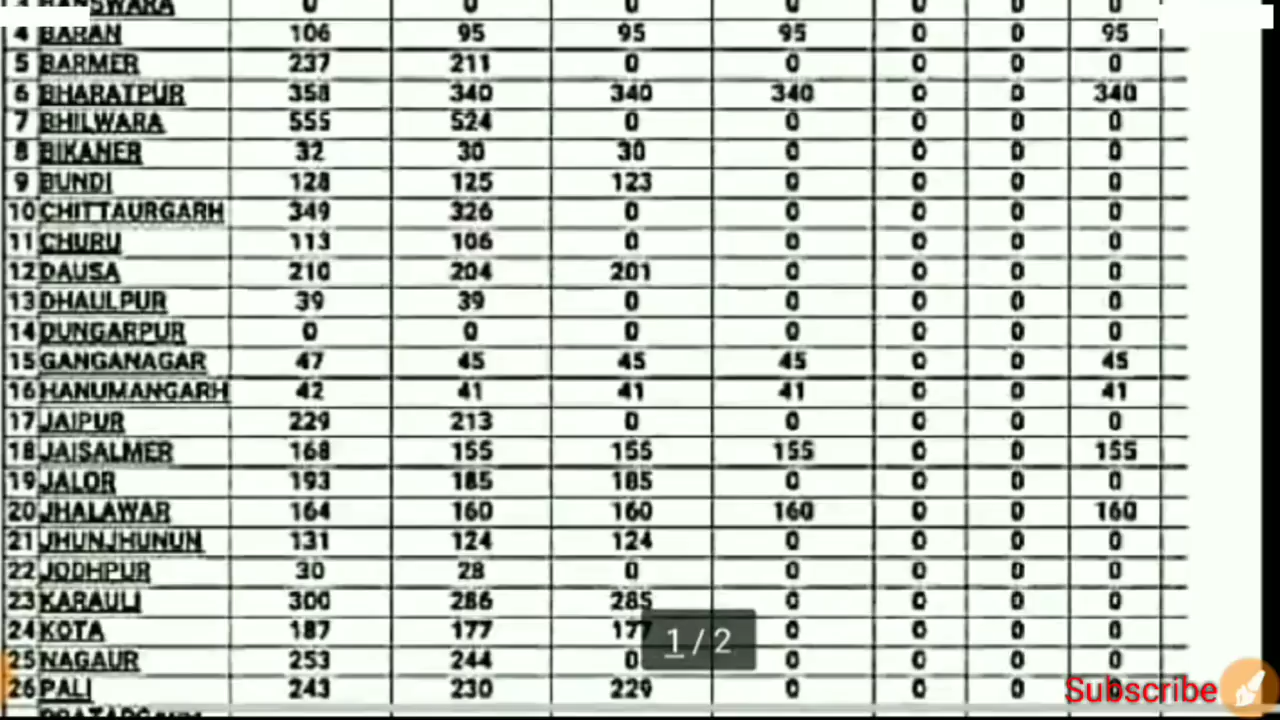 3 BANSWARA 0 0 0 0 0 0 0
4 BARAN 106 95 95 95 0 0 95
5 BARMER 237 211 0 0 0 0 0
6 BHARATPUR 358 340 340 340 0 0 340
7 BHILWARA 555 524 0 0 0 0 0
8 BIKANER 32 30 30 0 0 0 0
9 BUNDI 128 125 123 0 0 0 0
10 CHITTAURGARH 349 326 0 0 0 0 0
11 CHURU 113 106 0 0 0 0 0
12 DAUSA 210 204 201 0 0 0 0
13 DHAULPUR 39 39 0 0 0 0 0
14 DUNGARPUR 0 0 0 0 0 0 0
15 GANGANAGAR 47 45 45 45 0 0 45
16 HANUMANGARH 42 41 41 41 0 0 41
17 JAIPUR 229 213 0 0 0 0 0
18 JAISALMER 168 155 155 155 0 0 155
19 JALOR 193 185 185 0 0 0 0
20 JHALAWAR 164 160 160 160 0 0 160
21 JHUNJHUNUN 131 124 124 0 0 0 0
22 JODHPUR 30 28 0 0 0 0 0
23 KARAULI 300 286 285 0 0 0 0
24 KOTA 187 177 177 0 0 0 0
1 / 2
25 NAGAUR 253 244 0 0 0 0 0
26 PALI 243 230 229 0 0 0 0
Subscribe